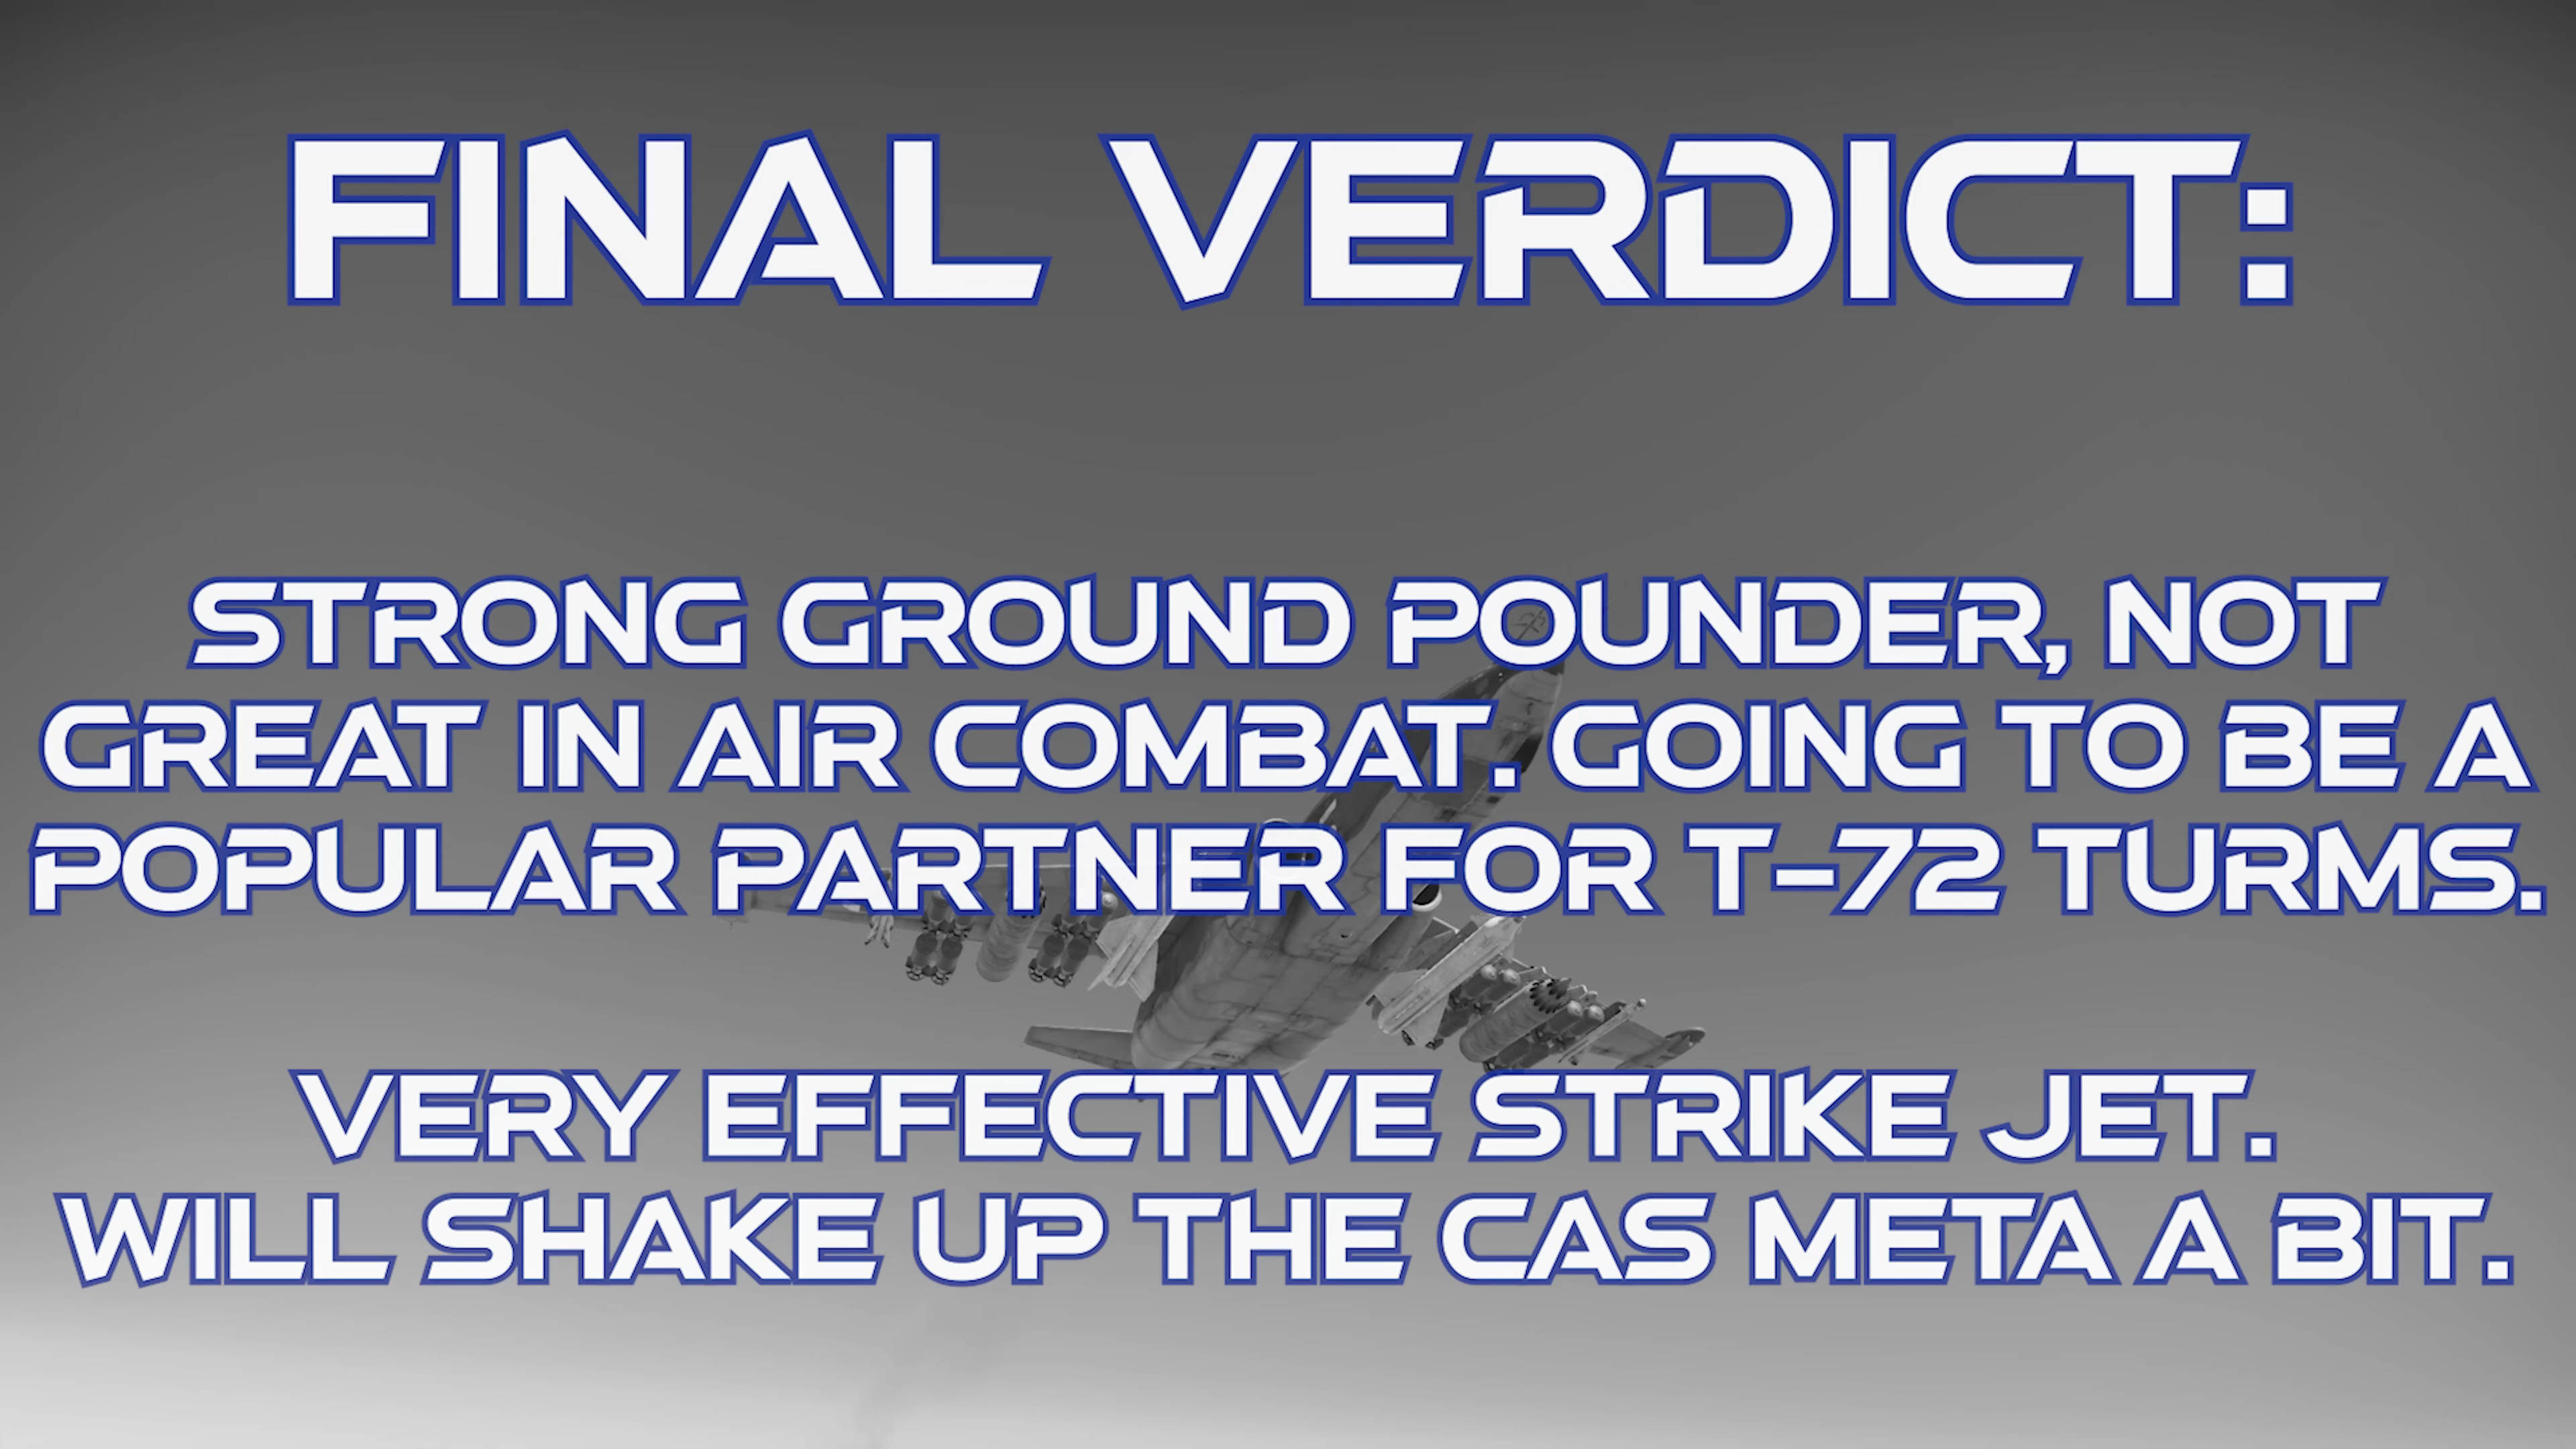 FINAL VERDICT:
STRONG GROUND POUNDER, NOT
GREAT IN AIR COMBAT. GOING TO BE A
POPULAR PARTNER FOR T-72 TURMS.
VERY EFFECTIVE STRIKE JET.
WILL SHAKE UP THE CAS META A BIT.